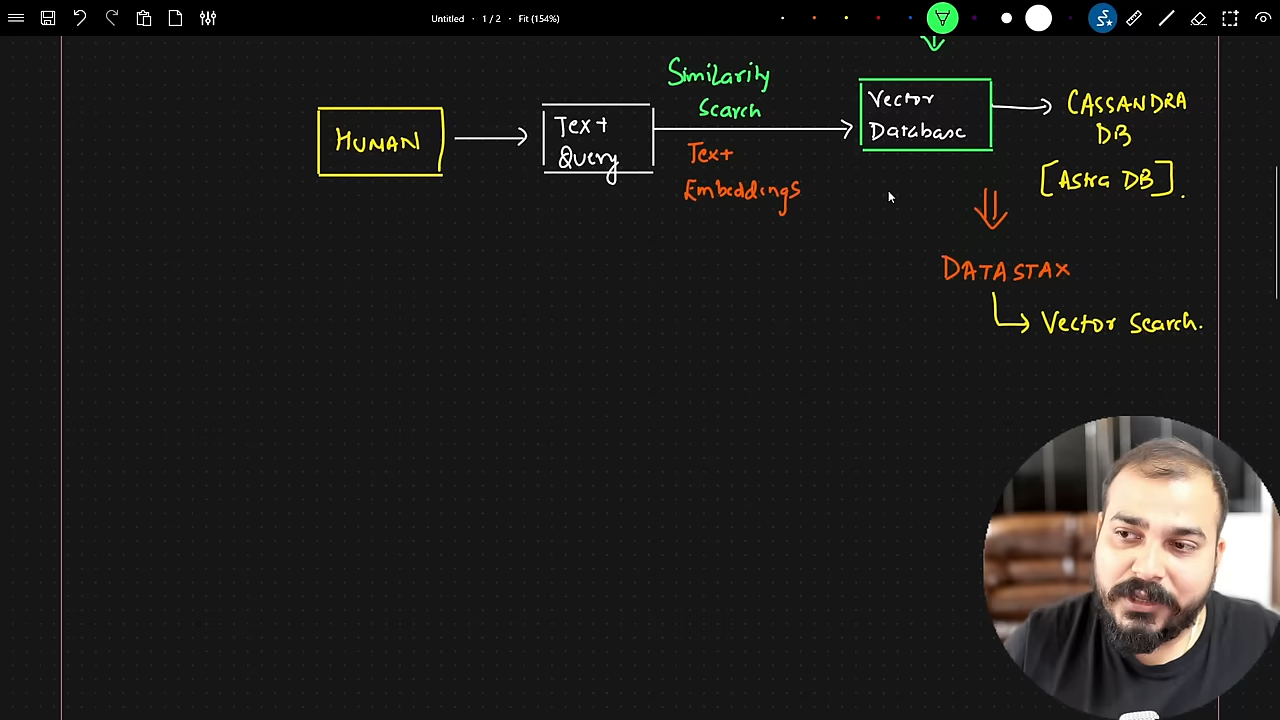 Untitled · 1 / 2 · Fit (154%)
Similarity
Search
Vector
Database
CASSANDRA
DB
[Astra DB].
HUMAN
Text
Query
Text
Embeddings
DATASTAX
Vector Search.